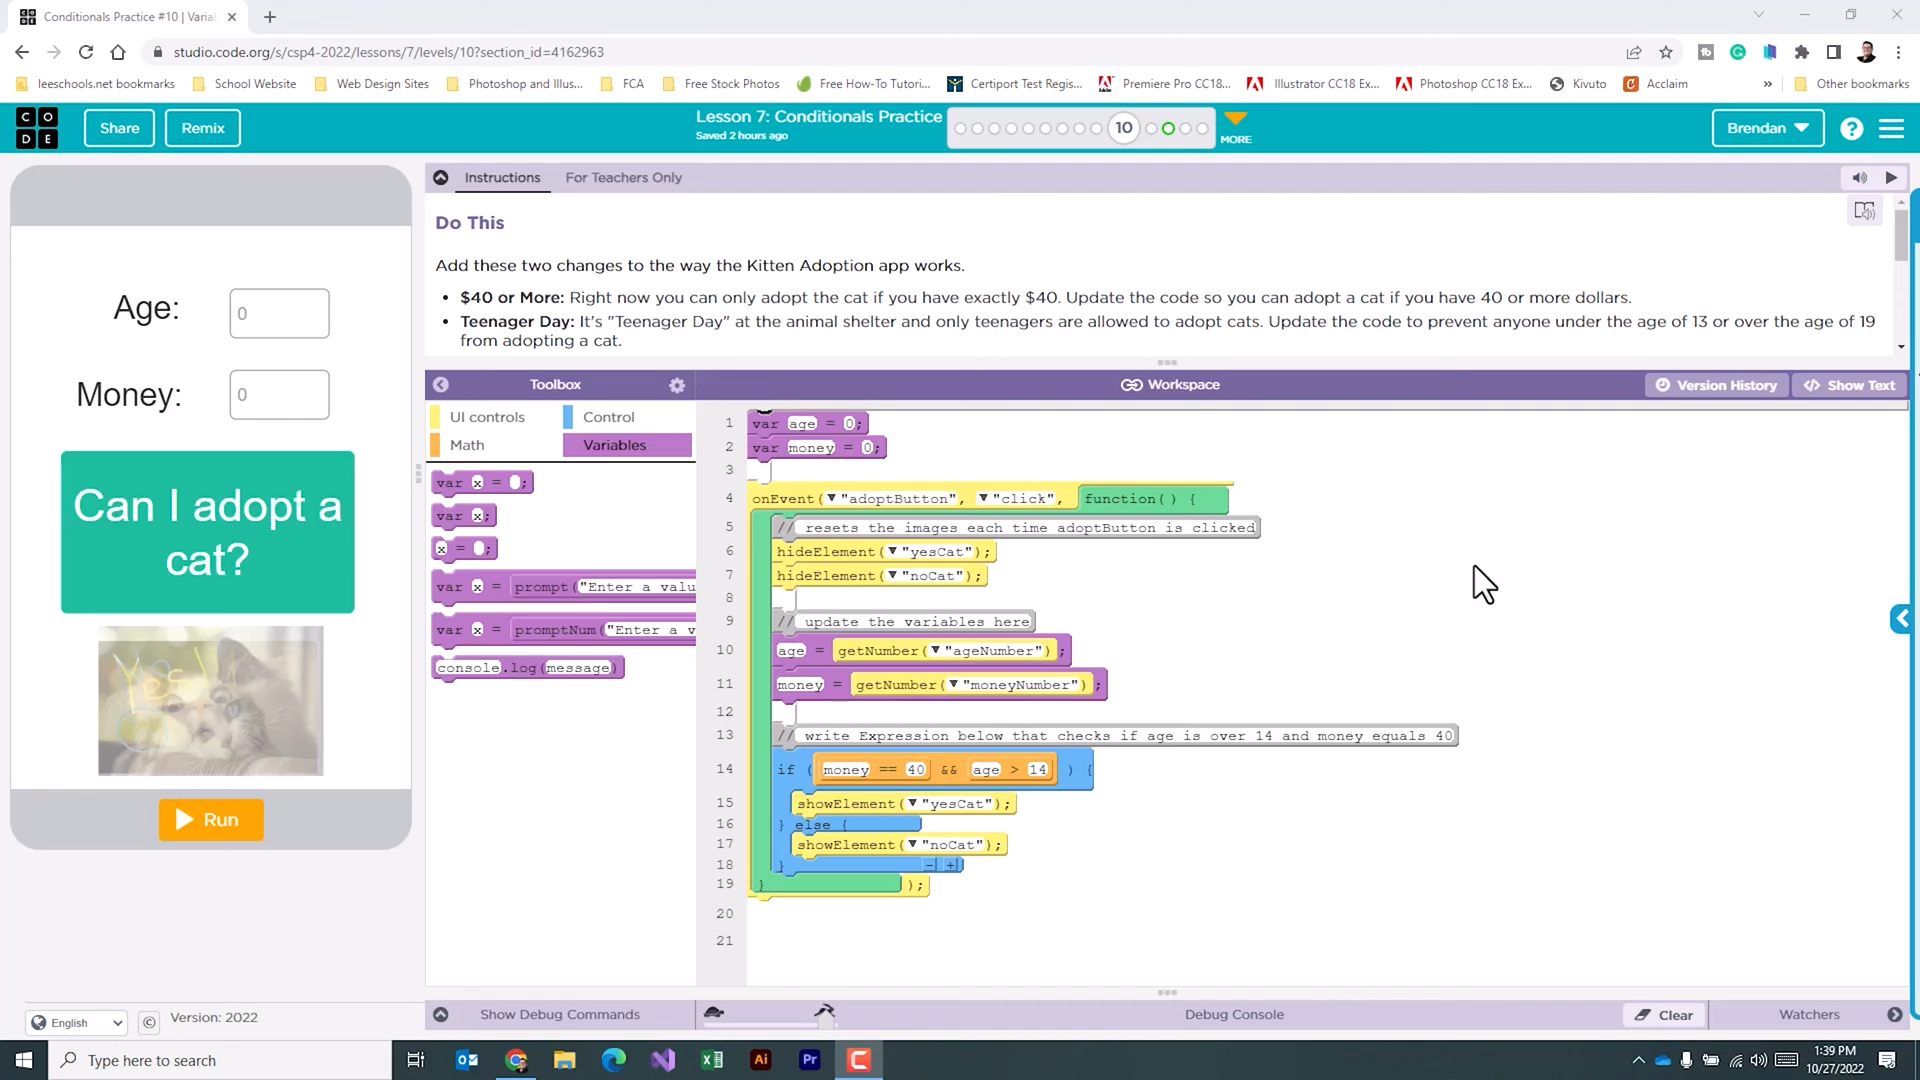 Conditionals Practice #10 | Varia
studio.code.org/s/csp4-2022/lessons/7/levels/10?section_id=4162963
leeschools.net bookmarks School Website Web Design Sites Photoshop and Illus... FCA Free Stock Photos Free How-To Tutori... Certiport Test Regis... Premiere Pro CC18... Illustrator CC18 Ex... Photoshop CC18 Ex... Kivuto Acclaim » Other bookmarks
CO
DE
Share Remix
Lesson 7: Conditionals Practice
Saved 2 hours ago
10
MORE
Brendan
?
Instructions For Teachers Only
Do This
Add these two changes to the way the Kitten Adoption app works.
• $40 or More: Right now you can only adopt the cat if you have exactly $40. Update the code so you can adopt a cat if you have 40 or more dollars.
• Teenager Day: It's "Teenager Day" at the animal shelter and only teenagers are allowed to adopt cats. Update the code to prevent anyone under the age of 13 or over the age of 19
from adopting a cat.
Age: 0
Money: 0
Can I adopt a
cat?
Yes!
Run
Toolbox
Workspace
Version History
Show Text
UI controls Control
Math Variables
var x = ;
var x;
x = ;
var x = prompt("Enter a valu
var x = promptNum("Enter a v
console.log(message)
1 var age = 0;
2 var money = 0;
3
4 onEvent( "adoptButton", "click", function( ) {
5 // resets the images each time adoptButton is clicked
6 hideElement( "yesCat");
7 hideElement( "noCat");
8
9 // update the variables here
10 age = getNumber( "ageNumber");
11 money = getNumber( "moneyNumber");
12
13 // write Expression below that checks if age is over 14 and money equals 40
14 if ( money == 40 && age > 14 ) {
15 showElement( "yesCat");
16 } else {
17 showElement( "noCat");
18 } - +
19 } );
20
21
English © Version: 2022
Show Debug Commands
Debug Console
Clear
Watchers
Type here to search
1:39 PM
10/27/2022